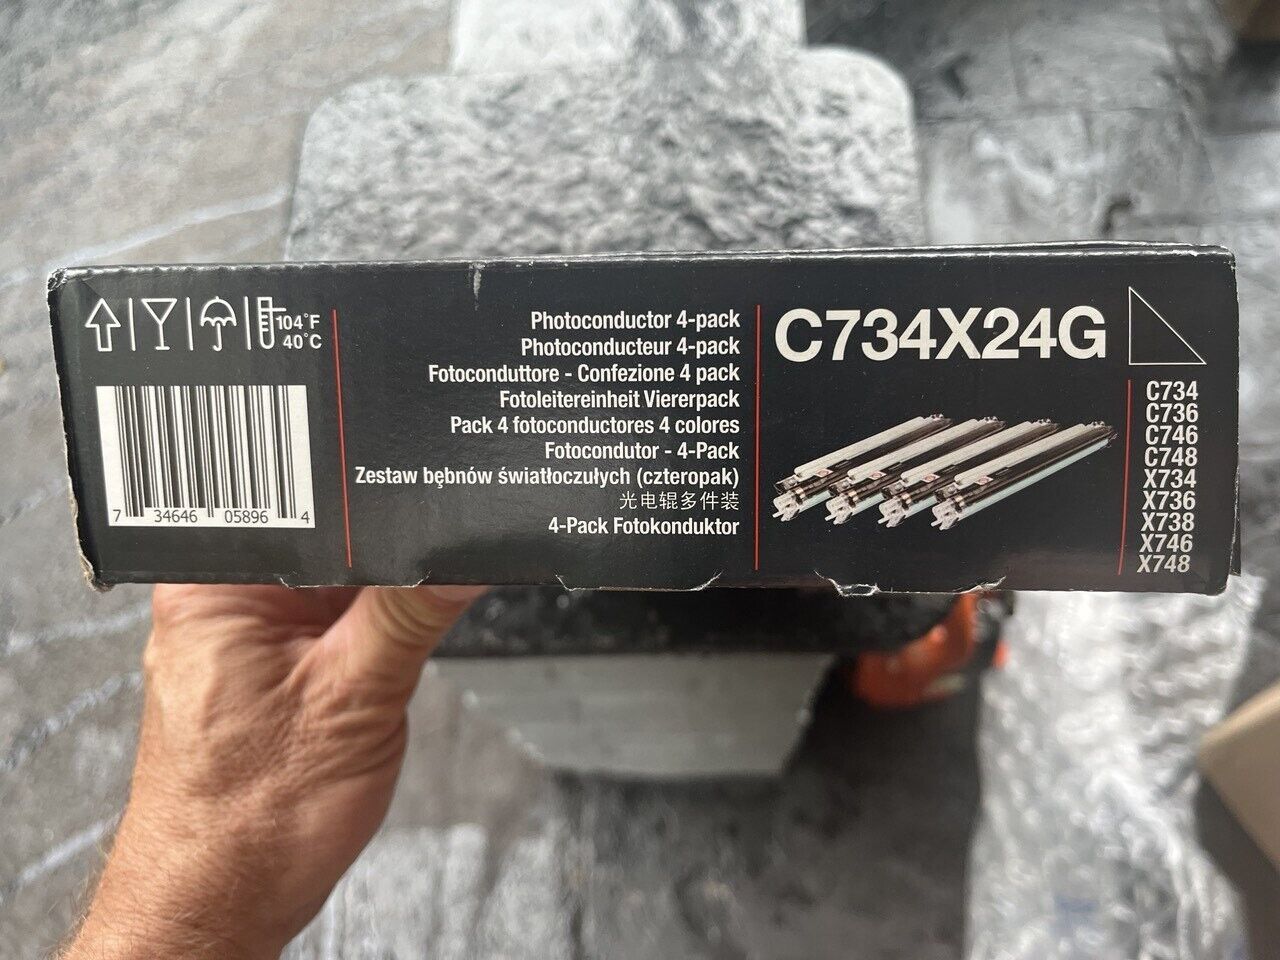 104°F
40°C
7 34646 05896 4
Photoconductor 4-pack
Photoconducteur 4-pack
Fotoconduttore - Confezione 4 pack
Fotoleitereinheit Viererpack
Pack 4 fotoconductores 4 colores
Fotocondutor - 4-Pack
Zestaw bębnów światłoczułych (czteropak)
光电辊多件装
4-Pack Fotokonduktor
C734X24G
C734
C736
C746
C748
X734
X736
X738
X746
X748